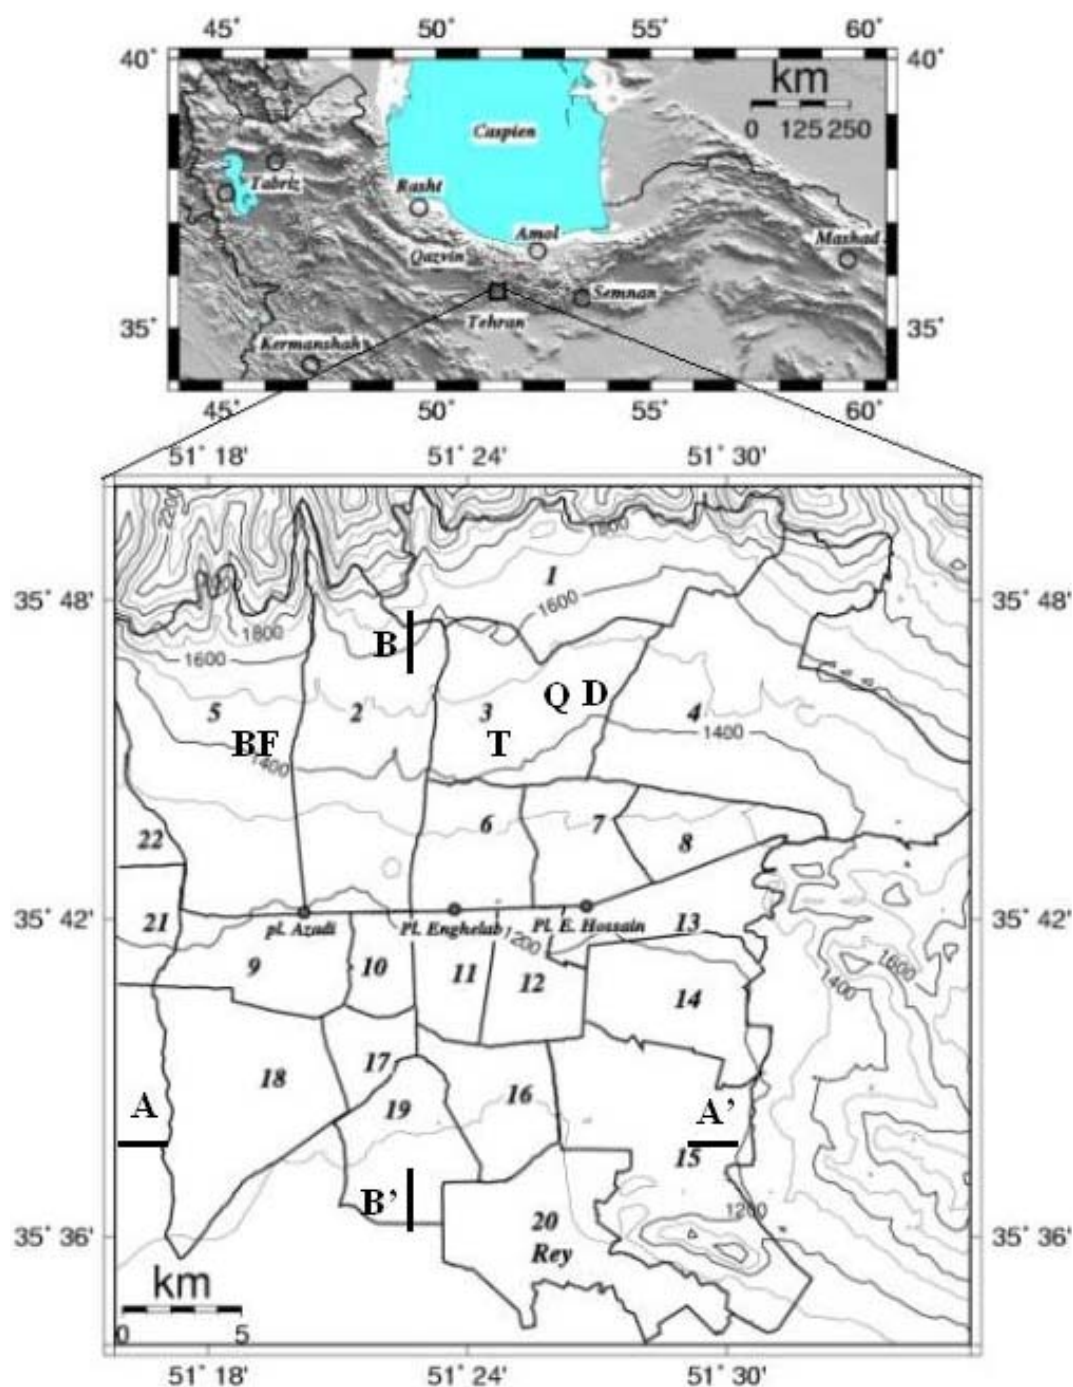 45° 50° 55° 60°
40° 40°
km
0 125 250
Caspien
Tabriz
Rasht
Amol
Mashad
Qazvin
Semnan
Tehran
35° 35°
Kermanshah
45° 50° 55° 60°
51° 18' 51° 24' 51° 30'
2200
1800
1
35° 48' 1600 35° 48'
1800
B
1600
Q D
5 2 3 4
BF T 1400
1400
6 7
22 8
35° 42' 35° 42'
21 13
pl. Azadi Pl. Enghelab 1200 Pl. E. Hossain
9 10 11 12 1600
1400
14
17
18
16
A 19 A'
15
B' 1200
35° 36' 20 35° 36'
Rey
km
0 5
51° 18' 51° 24' 51° 30'